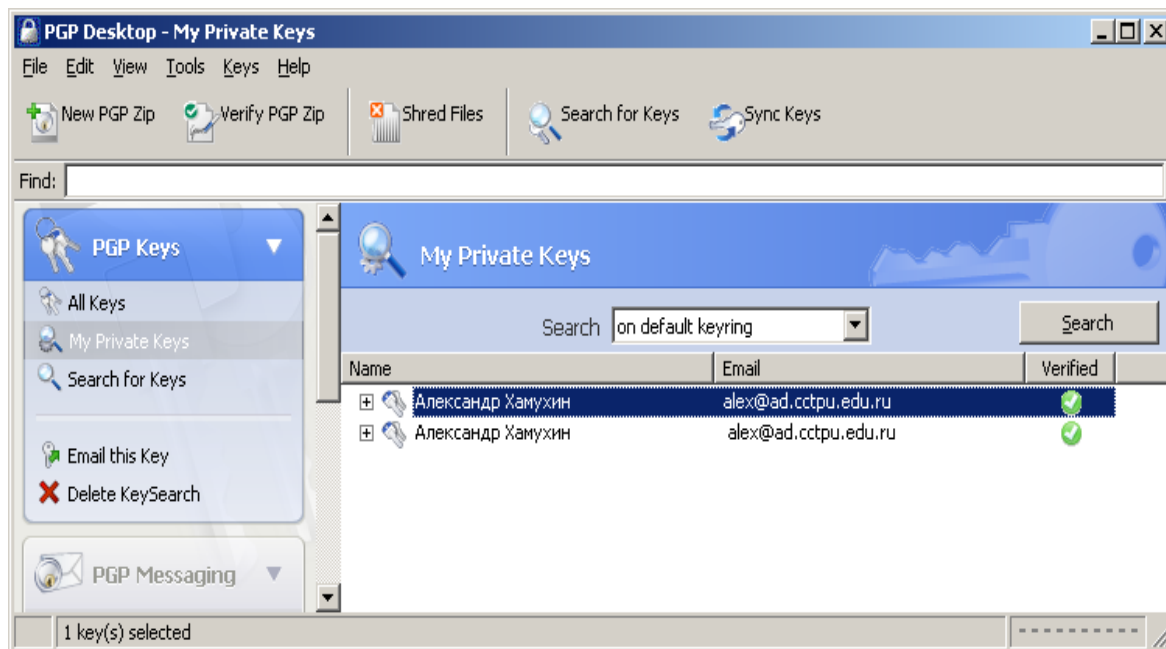 PGP Desktop - My Private Keys
File Edit View Tools Keys Help
New PGP Zip Verify PGP Zip Shred Files Search for Keys Sync Keys
Find:
PGP Keys
All Keys
My Private Keys
Search for Keys
Email this Key
Delete KeySearch
PGP Messaging
My Private Keys
Search on default keyring Search
Name Email Verified
Александр Хамухин alex@ad.cctpu.edu.ru
Александр Хамухин alex@ad.cctpu.edu.ru
1 key(s) selected